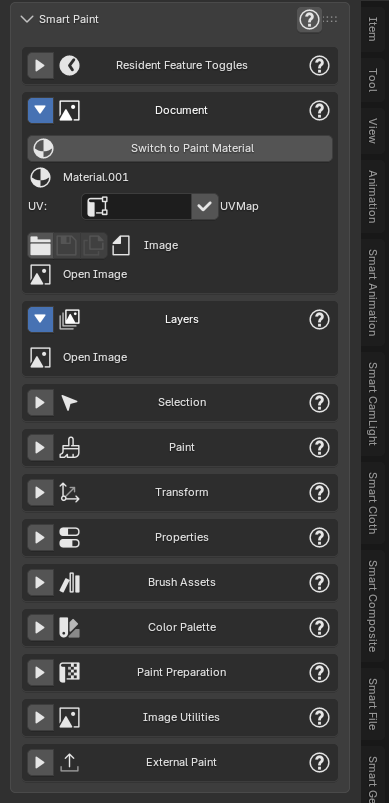 Smart Paint
Resident Feature Toggles
Document
Switch to Paint Material
Material.001
UV: UVMap
Image
Open Image
Layers
Open Image
Selection
Paint
Transform
Properties
Brush Assets
Color Palette
Paint Preparation
Image Utilities
External Paint
Item
Tool
View
Animation
Smart Animation
Smart CamLight
Smart Cloth
Smart Composite
Smart File
Smart Ge